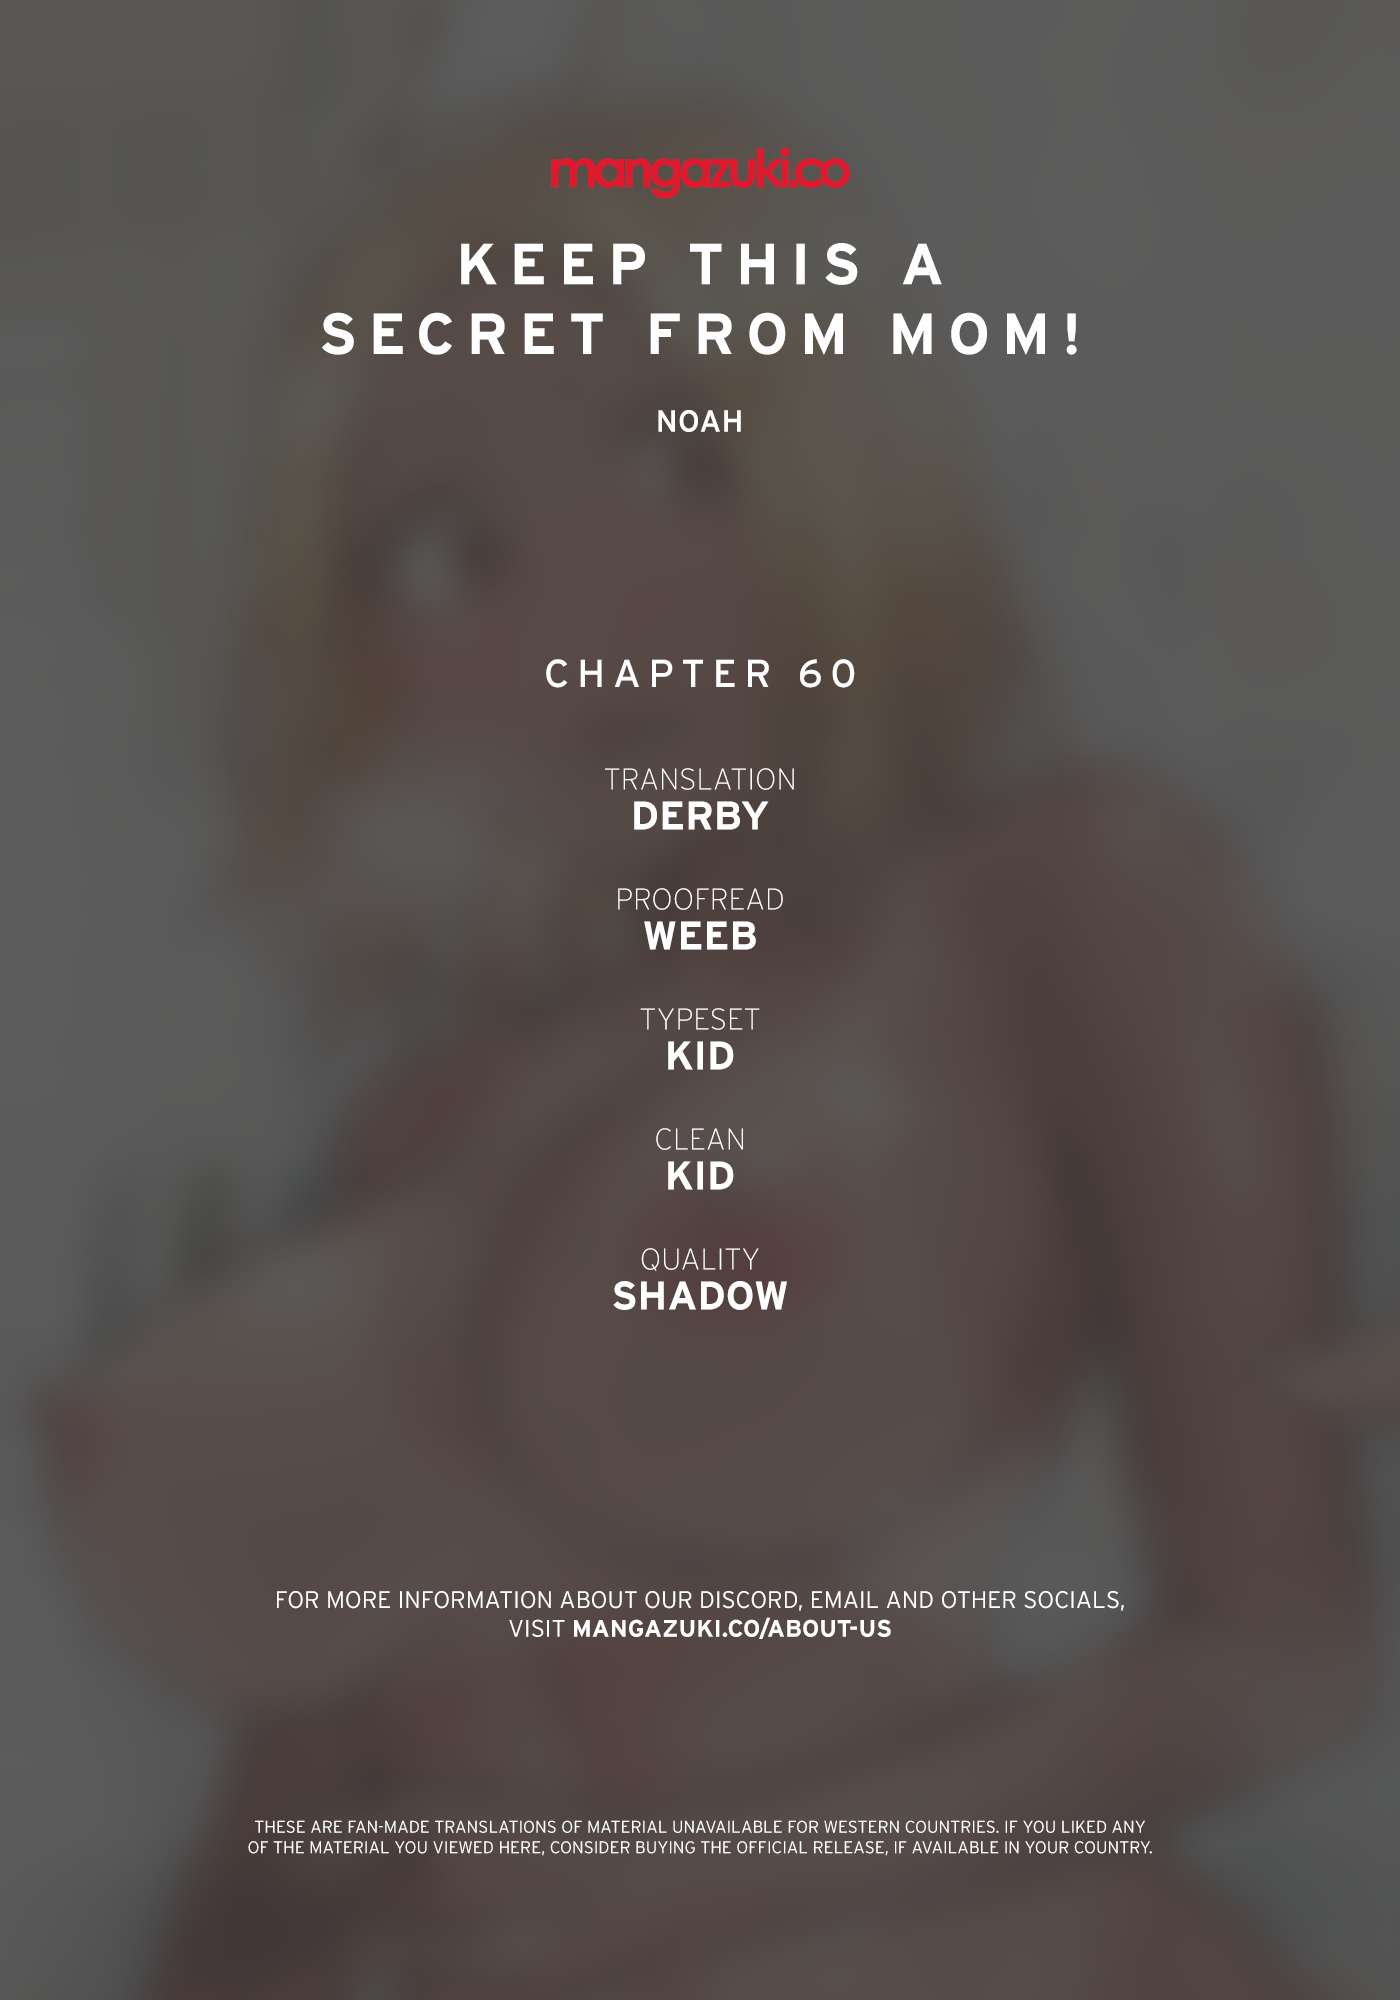 mangazuki.co
KEEP THIS A
SECRET FROM MOM!
NOAH
CHAPTER 60
TRANSLATION
DERBY
PROOFREAD
WEEB
TYPESET
KID
CLEAN
KID
QUALITY
SHADOW
FOR MORE INFORMATION ABOUT OUR DISCORD, EMAIL AND OTHER SOCIALS,
VISIT MANGAZUKI.CO/ABOUT-US
THESE ARE FAN-MADE TRANSLATIONS OF MATERIAL UNAVAILABLE FOR WESTERN COUNTRIES. IF YOU LIKED ANY
OF THE MATERIAL YOU VIEWED HERE, CONSIDER BUYING THE OFFICIAL RELEASE, IF AVAILABLE IN YOUR COUNTRY.